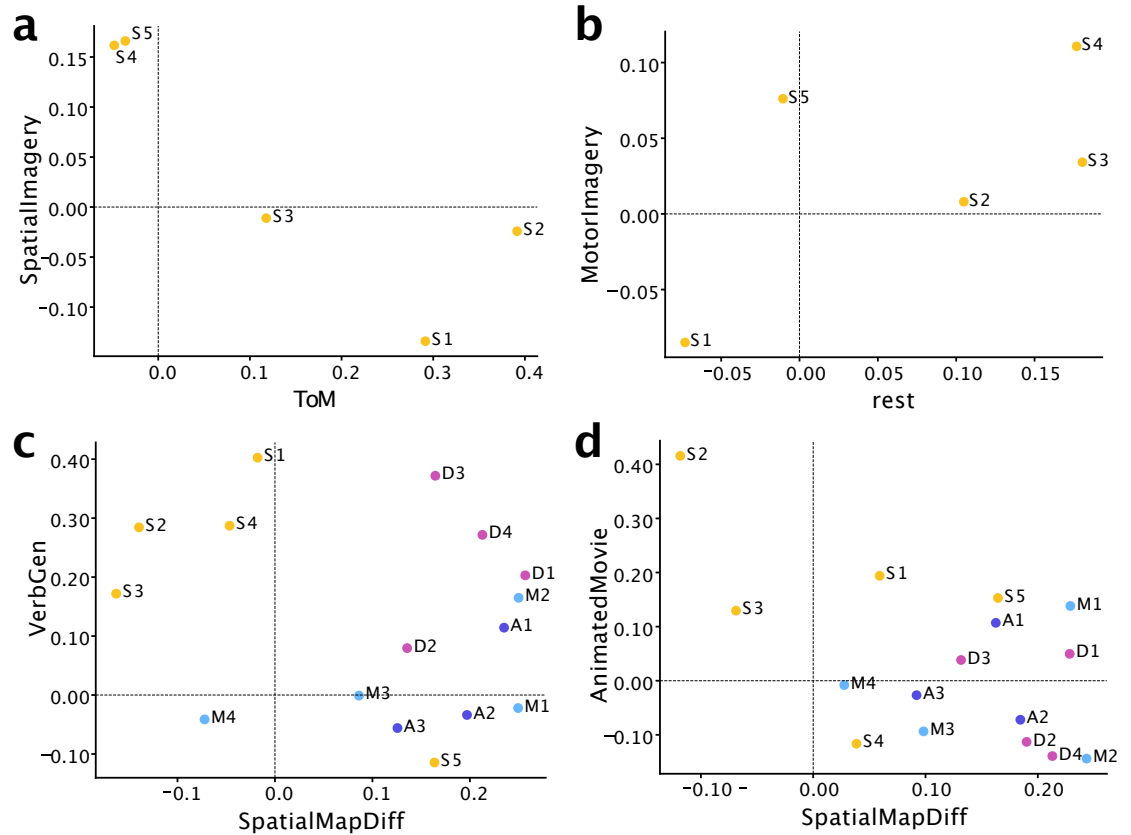 a
SpatialImagery
0.15
0.10
0.05
0.00
−0.05
−0.10
S5
S4
S3
S2
S1
0.0
0.1
0.2
0.3
0.4
ToM
b
MotorImagery
0.10
0.05
0.00
−0.05
S4
S5
S3
S2
S1
−0.05
0.00
0.05
0.10
0.15
rest
c
VerbGen
0.40
0.30
0.20
0.10
0.00
−0.10
S1
D3
S2
S4
D4
D1
S3
M2
A1
D2
M3
M4
M1
A2
A3
S5
−0.1
0.0
0.1
0.2
SpatialMapDiff
d
AnimatedMovie
0.40
0.30
0.20
0.10
0.00
−0.10
S2
S1
S5
M1
S3
A1
D1
D3
M4
A3
A2
M3
S4
D2
D4
M2
−0.10 -
0.00
0.10
0.20
SpatialMapDiff